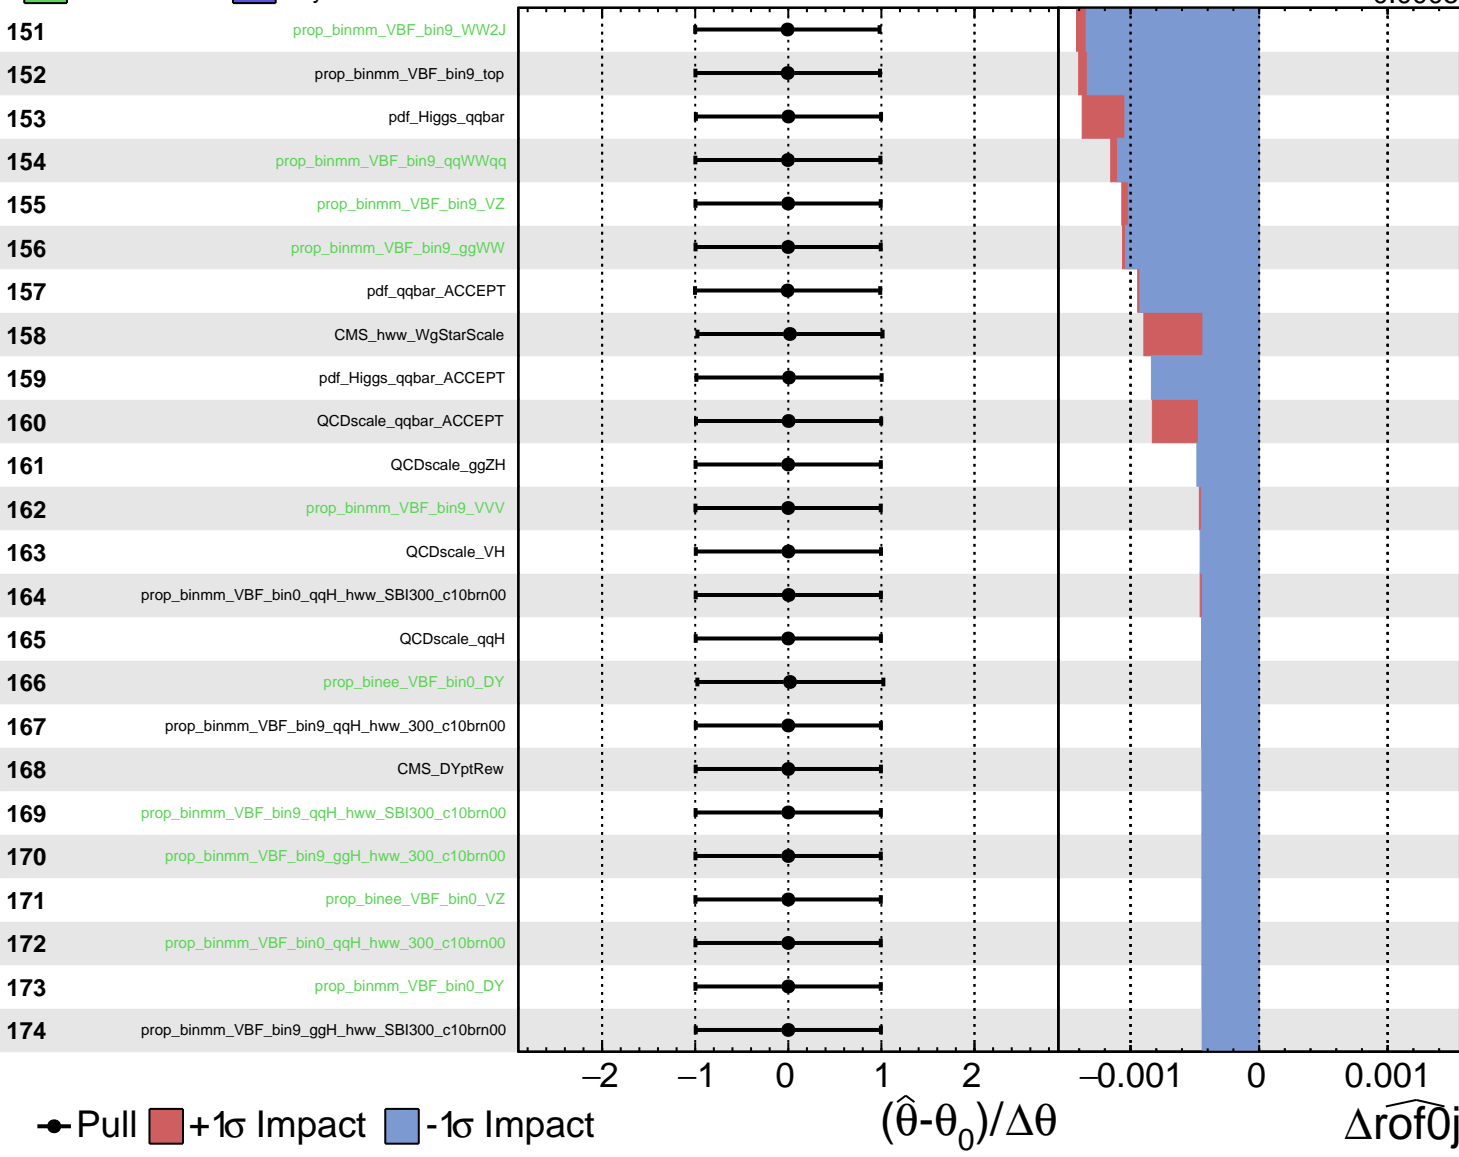 151 prop_binmm_VBF_bin9_WW2J
152 prop_binmm_VBF_bin9_top
153 pdf_Higgs_qqbar
154 prop_binmm_VBF_bin9_qqWWqq
155 prop_binmm_VBF_bin9_VZ
156 prop_binmm_VBF_bin9_ggWW
157 pdf_qqbar_ACCEPT
158 CMS_hww_WgStarScale
159 pdf_Higgs_qqbar_ACCEPT
160 QCDscale_qqbar_ACCEPT
161 QCDscale_ggZH
162 prop_binmm_VBF_bin9_VVV
163 QCDscale_VH
164 prop_binmm_VBF_bin0_qqH_hww_SBI300_c10brn00
165 QCDscale_qqH
166 prop_binee_VBF_bin0_DY
167 prop_binmm_VBF_bin9_qqH_hww_300_c10brn00
168 CMS_DYptRew
169 prop_binmm_VBF_bin9_qqH_hww_SBI300_c10brn00
170 prop_binmm_VBF_bin9_ggH_hww_300_c10brn00
171 prop_binee_VBF_bin0_VZ
172 prop_binmm_VBF_bin0_qqH_hww_300_c10brn00
173 prop_binmm_VBF_bin0_DY
174 prop_binmm_VBF_bin9_ggH_hww_SBI300_c10brn00
−2 −1 0 1 2 −0.001 0 0.001
Pull +1σ Impact -1σ Impact (θ̂-θ₀)/Δθ Δrof0j